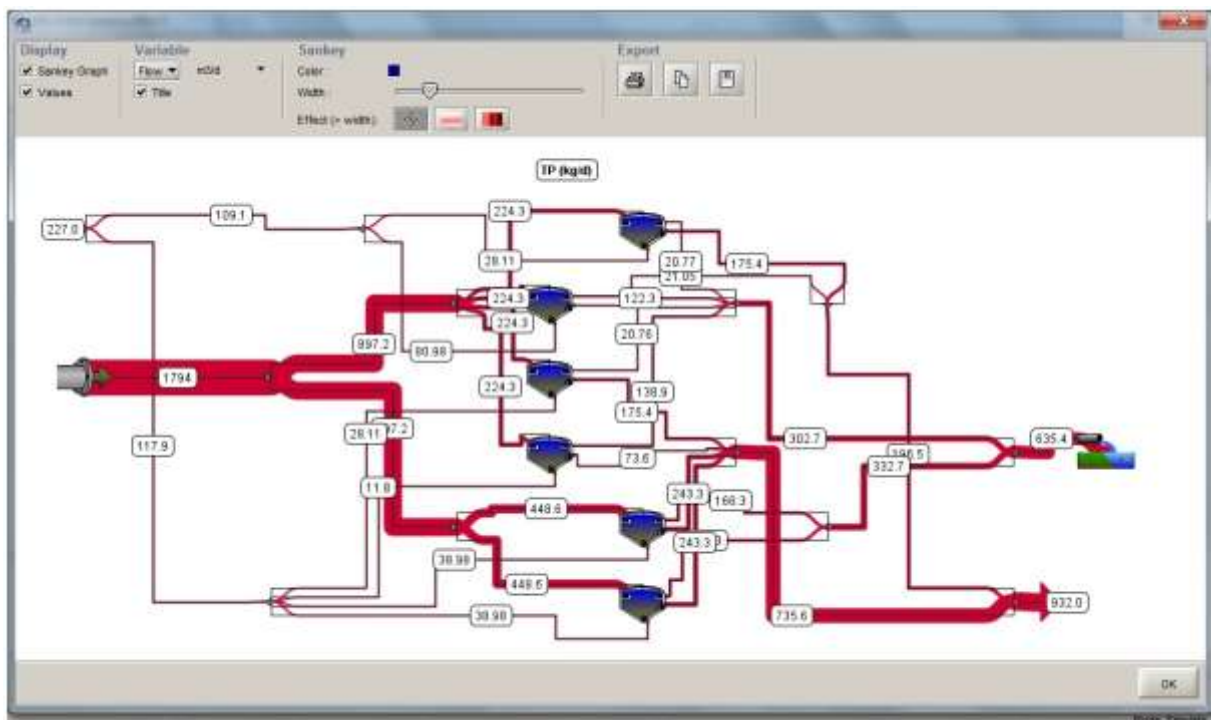 Display
Sankey Graph
Values
Variable
Flow
m3/d
Title
Sankey
Color
Width
Effect (> width):
Export
TP (kg/d)
227.0
109.1
224.3
28.11
20.77
21.05
175.4
224.3
224.3
122.3
897.2
80.98
20.76
1794
224.3
138.9
175.4
117.9
28.11
302.7
635.4
332.7
73.6
11.8
448.6
243.3
168.3
243.3
38.98
448.6
38.98
735.6
932.0
OK